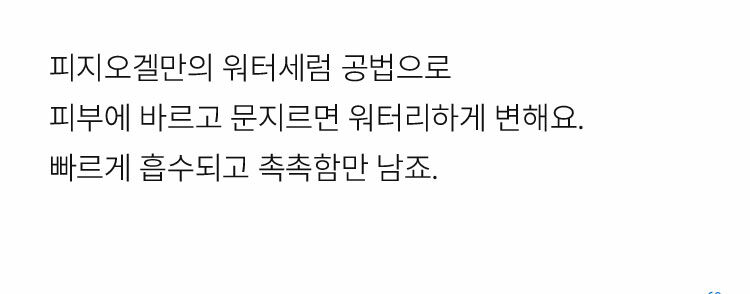 피지오겔만의 워터세럼 공법으로
피부에 바르고 문지르면 워터리하게 변해요.
빠르게 흡수되고 촉촉함만 남죠.